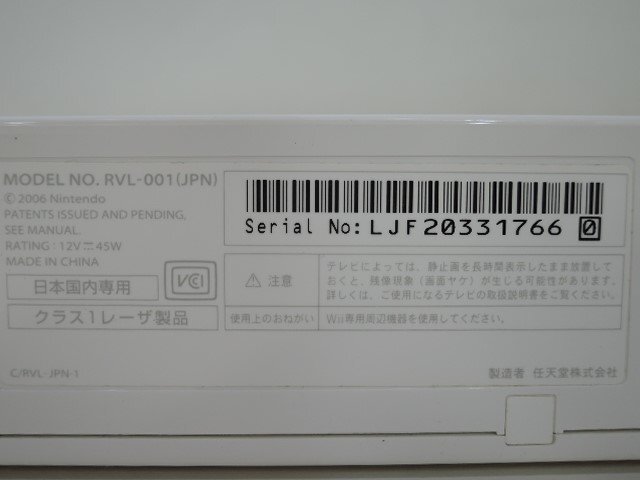 MODEL NO. RVL-001(JPN)
© 2006 Nintendo
PATENTS ISSUED AND PENDING,
SEE MANUAL.
RATING : 12V⎓45W
MADE IN CHINA
日本国内専用
VCCI
クラス1レーザ製品
C/RVL-JPN-1
Serial No: LJF20331766 0
⚠ 注意
テレビによっては、静止画を長時間表示したまま放置して
おくと、残像現象（画面ヤケ）が生じる可能性があります。
詳しくは、ご使用になるテレビの取扱説明書をご覧ください。
使用上のおねがい
Wii専用周辺機器を使用してください。
製造者 任天堂株式会社